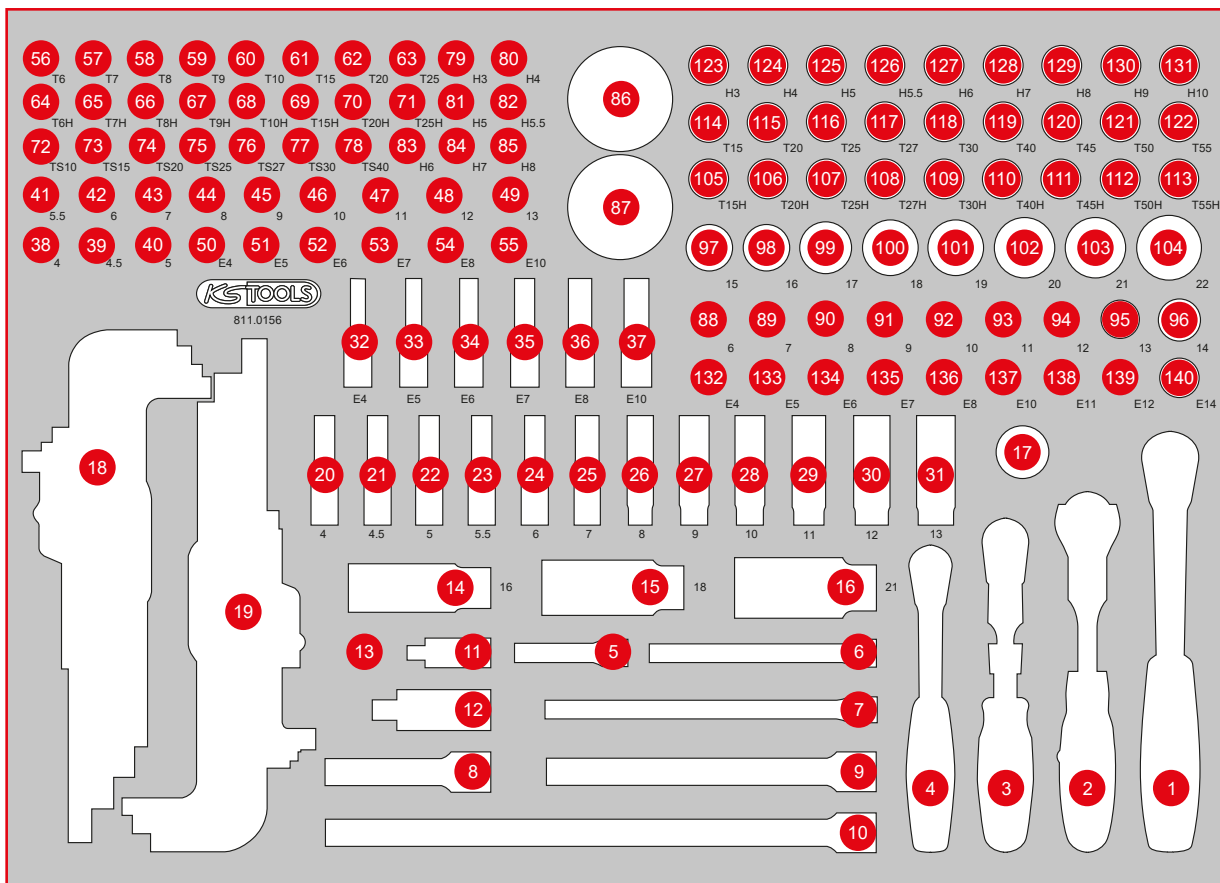 56 57 58 59 60 61 62 63 79 80
T6 T7 T8 T9 T10 T15 T20 T25 H3 H4
64 65 66 67 68 69 70 71 81 82
T6H T7H T8H T9H T10H T15H T20H T25H H5 H5.5
72 73 74 75 76 77 78 83 84 85
TS10 TS15 TS20 TS25 TS27 TS30 TS40 H6 H7 H8
41 42 43 44 45 46 47 48 49
5.5 6 7 8 9 10 11 12 13
38 39 40 50 51 52 53 54 55
4 4.5 5 E4 E5 E6 E7 E8 E10
86
87
123 124 125 126 127 128 129 130 131
H3 H4 H5 H5.5 H6 H7 H8 H9 H10
114 115 116 117 118 119 120 121 122
T15 T20 T25 T27 T30 T40 T45 T50 T55
105 106 107 108 109 110 111 112 113
T15H T20H T25H T27H T30H T40H T45H T50H T55H
97 98 99 100 101 102 103 104
15 16 17 18 19 20 21 22
88 89 90 91 92 93 94 95 96
6 7 8 9 10 11 12 13 14
132 133 134 135 136 137 138 139 140
E4 E5 E6 E7 E8 E10 E11 E12 E14
KS TOOLS
811.0156
32 33 34 35 36 37
E4 E5 E6 E7 E8 E10
18
19
20 21 22 23 24 25 26 27 28 29 30 31
4 4.5 5 5.5 6 7 8 9 10 11 12 13
17
14 16 15 18 16 21
13 11 5 6
12 7
8 9
10
4 3 2 1